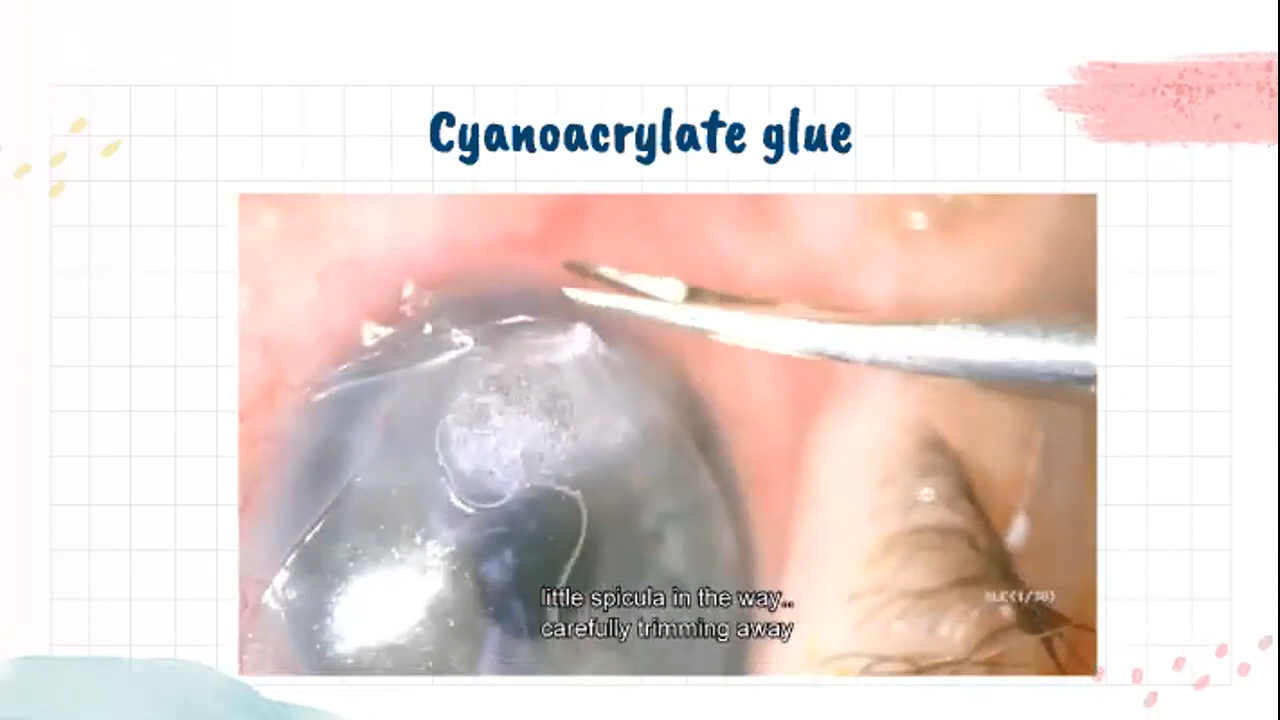 Cyanoacrylate glue
little spicula in the way..
carefully trimming away